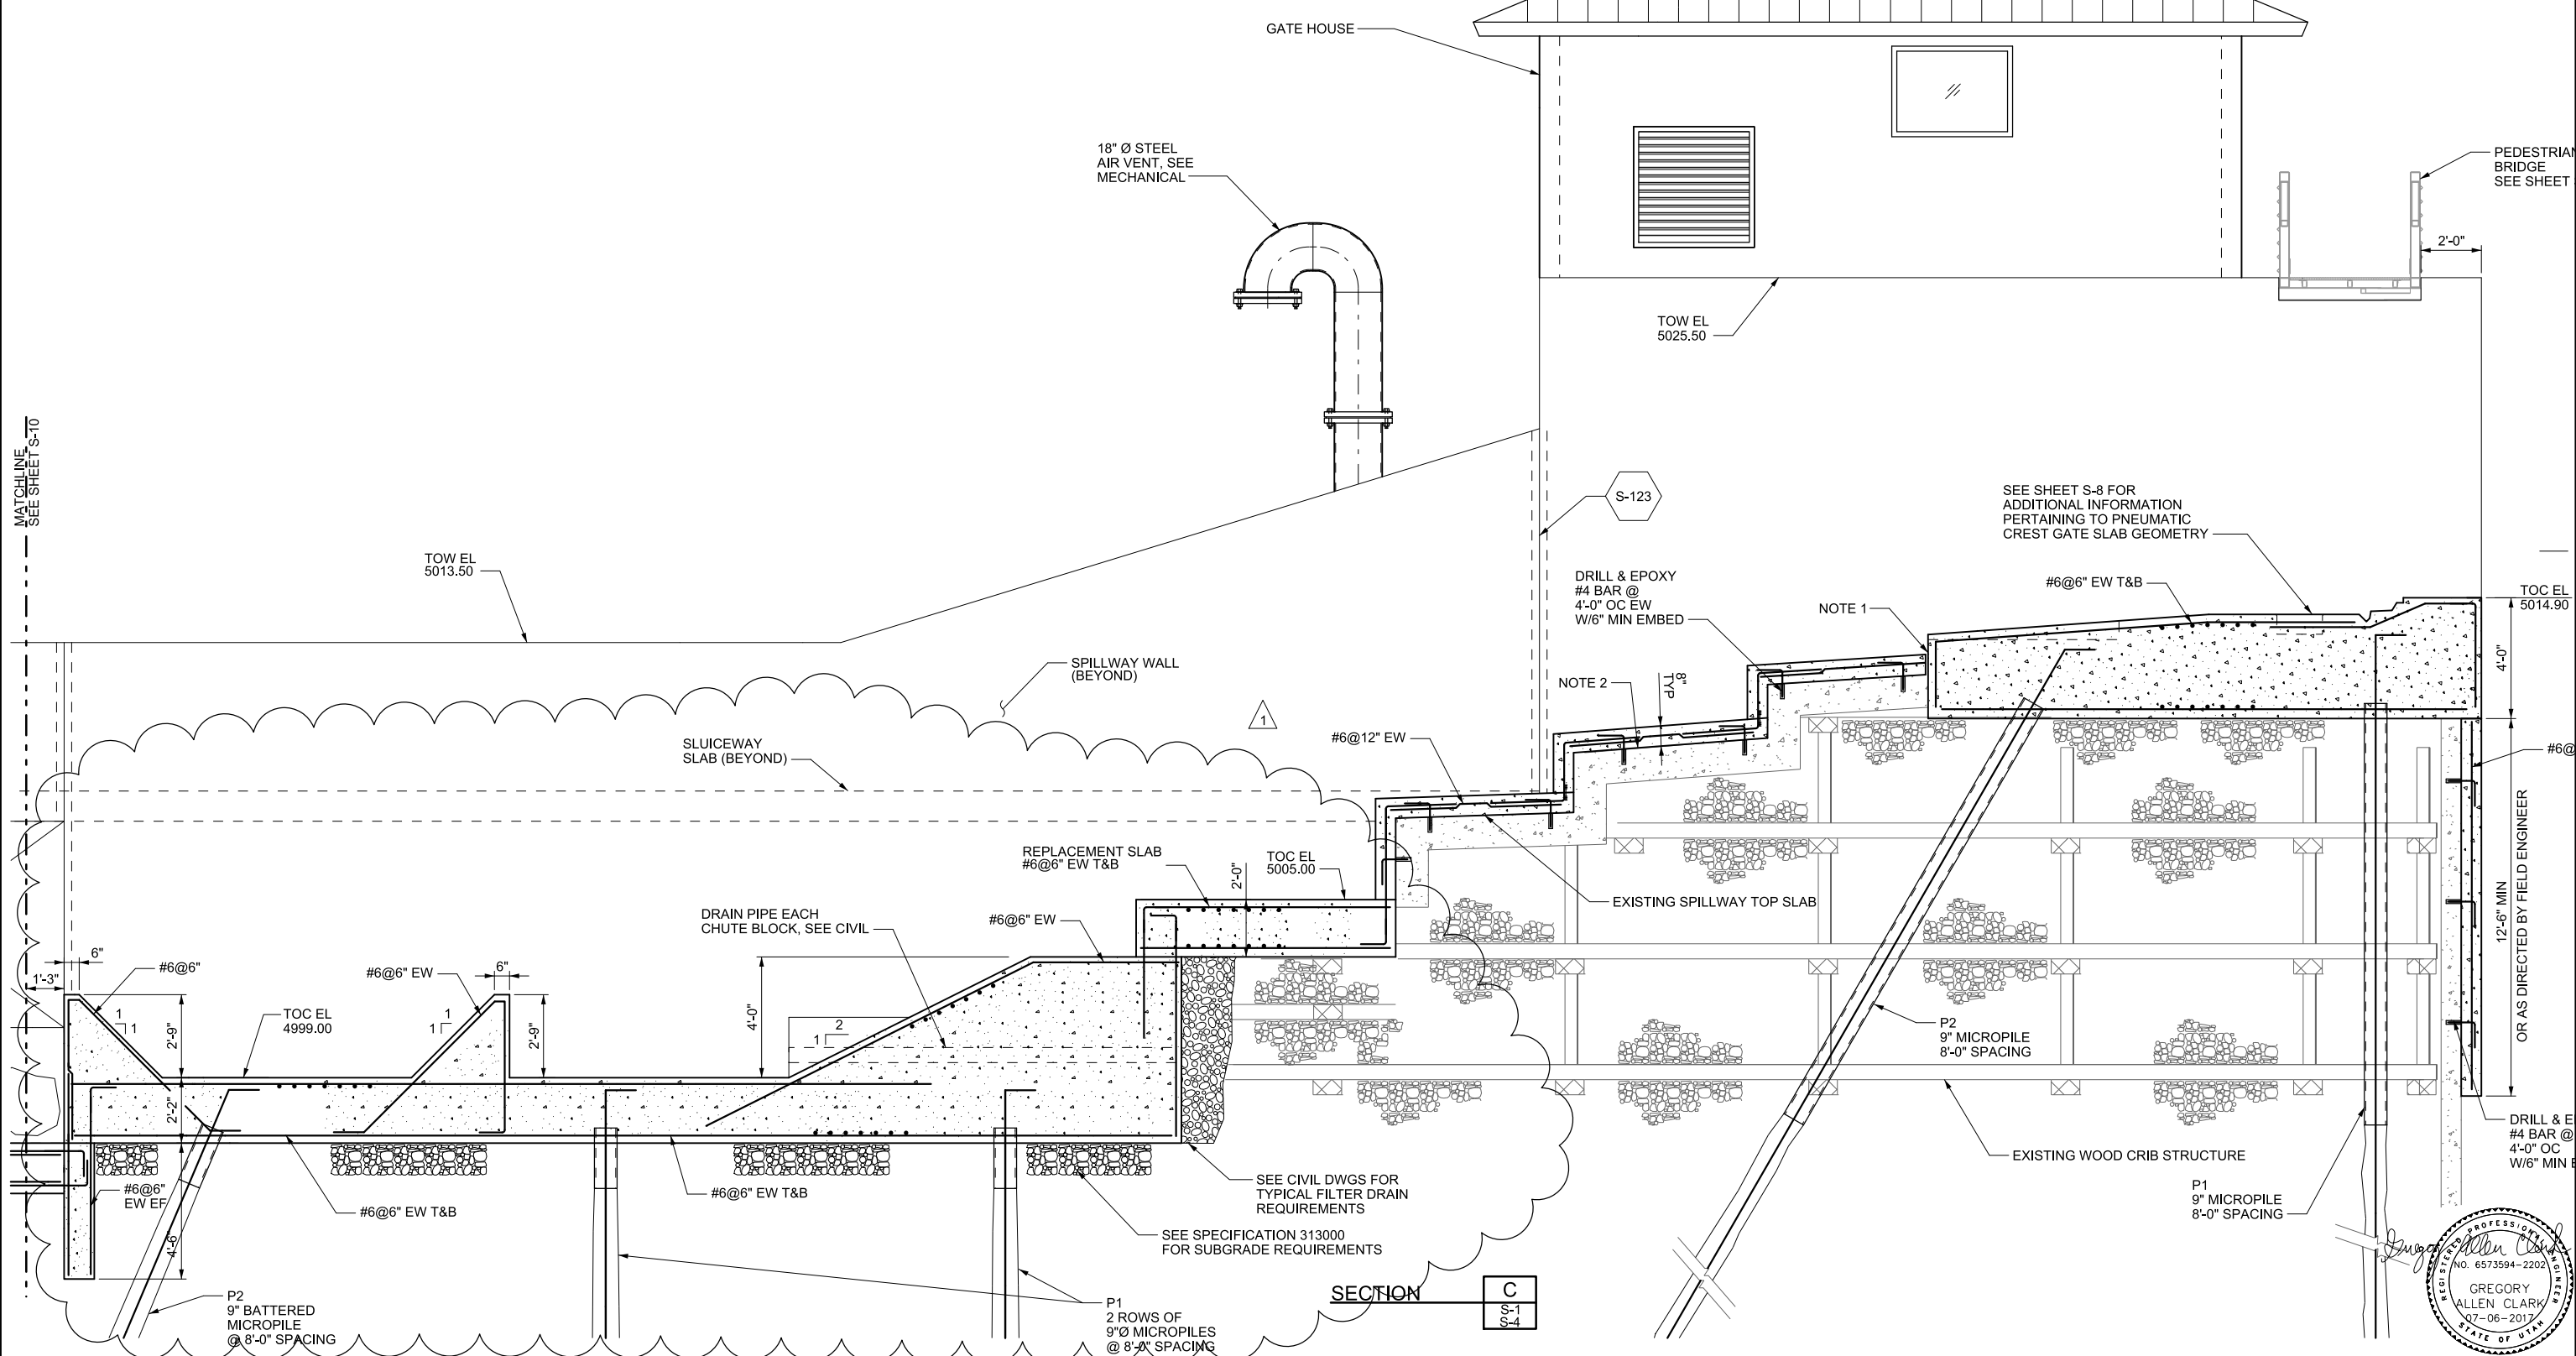 GATE HOUSE
18" Ø STEEL
AIR VENT, SEE
MECHANICAL
PEDESTRIAN
BRIDGE
SEE SHEET
2'-0"
TOW EL
5025.50
MATCHLINE
SEE SHEET S-10
TOW EL
5013.50
S-123
SEE SHEET S-8 FOR
ADDITIONAL INFORMATION
PERTAINING TO PNEUMATIC
CREST GATE SLAB GEOMETRY
DRILL & EPOXY
#4 BAR @
4'-0" OC EW
W/6" MIN EMBED
NOTE 1
#6@6" EW T&B
TOC EL
5014.90
4'-0"
SPILLWAY WALL
(BEYOND)
NOTE 2
8"
TYP
1
SLUICEWAY
SLAB (BEYOND)
#6@12" EW
#6@
REPLACEMENT SLAB
#6@6" EW T&B
TOC EL
5005.00
2'-0"
EXISTING SPILLWAY TOP SLAB
DRAIN PIPE EACH
CHUTE BLOCK, SEE CIVIL
#6@6" EW
12'-6" MIN
OR AS DIRECTED BY FIELD ENGINEER
6"
1'-3"
#6@6"
#6@6" EW
6"
1
1
2'-9"
TOC EL
4999.00
1
1
2'-9"
4'-0"
2
1
P2
9" MICROPILE
8'-0" SPACING
2'-2"
DRILL & E
#4 BAR @
4'-0" OC
W/6" MIN E
EXISTING WOOD CRIB STRUCTURE
#6@6"
EW EF
#6@6" EW T&B
#6@6" EW T&B
4'-6"
SEE CIVIL DWGS FOR
TYPICAL FILTER DRAIN
REQUIREMENTS
P1
9" MICROPILE
8'-0" SPACING
SEE SPECIFICATION 313000
FOR SUBGRADE REQUIREMENTS
P2
9" BATTERED
MICROPILE
@ 8'-0" SPACING
P1
2 ROWS OF
9"Ø MICROPILES
@ 8'-0" SPACING
SECTION
C
S-1
S-4
Gregory Allen Clark
REGISTERED PROFESSIONAL ENGINEER
NO. 6573594-2202
GREGORY
ALLEN CLARK
07-06-2017
STATE OF UTAH